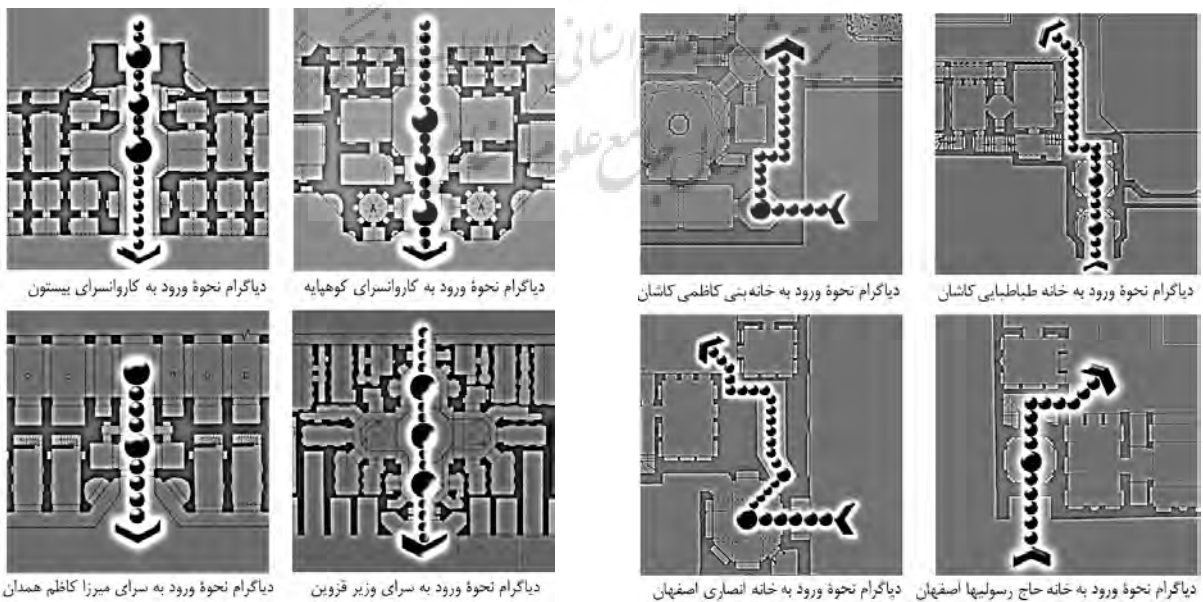 دیاگرام نحوهٔ ورود به خانه طباطبایی کاشان
دیاگرام نحوهٔ ورود به خانه بنی کاظمی کاشان
دیاگرام نحوهٔ ورود به کاروانسرای کوهپایه
دیاگرام نحوهٔ ورود به کاروانسرای بیستون
دیاگرام نحوهٔ ورود به خانه حاج رسولیها اصفهان
دیاگرام نحوهٔ ورود به خانه انصاری اصفهان
دیاگرام نحوهٔ ورود به سرای وزیر قزوین
دیاگرام نحوهٔ ورود به سرای میرزا کاظم همدان